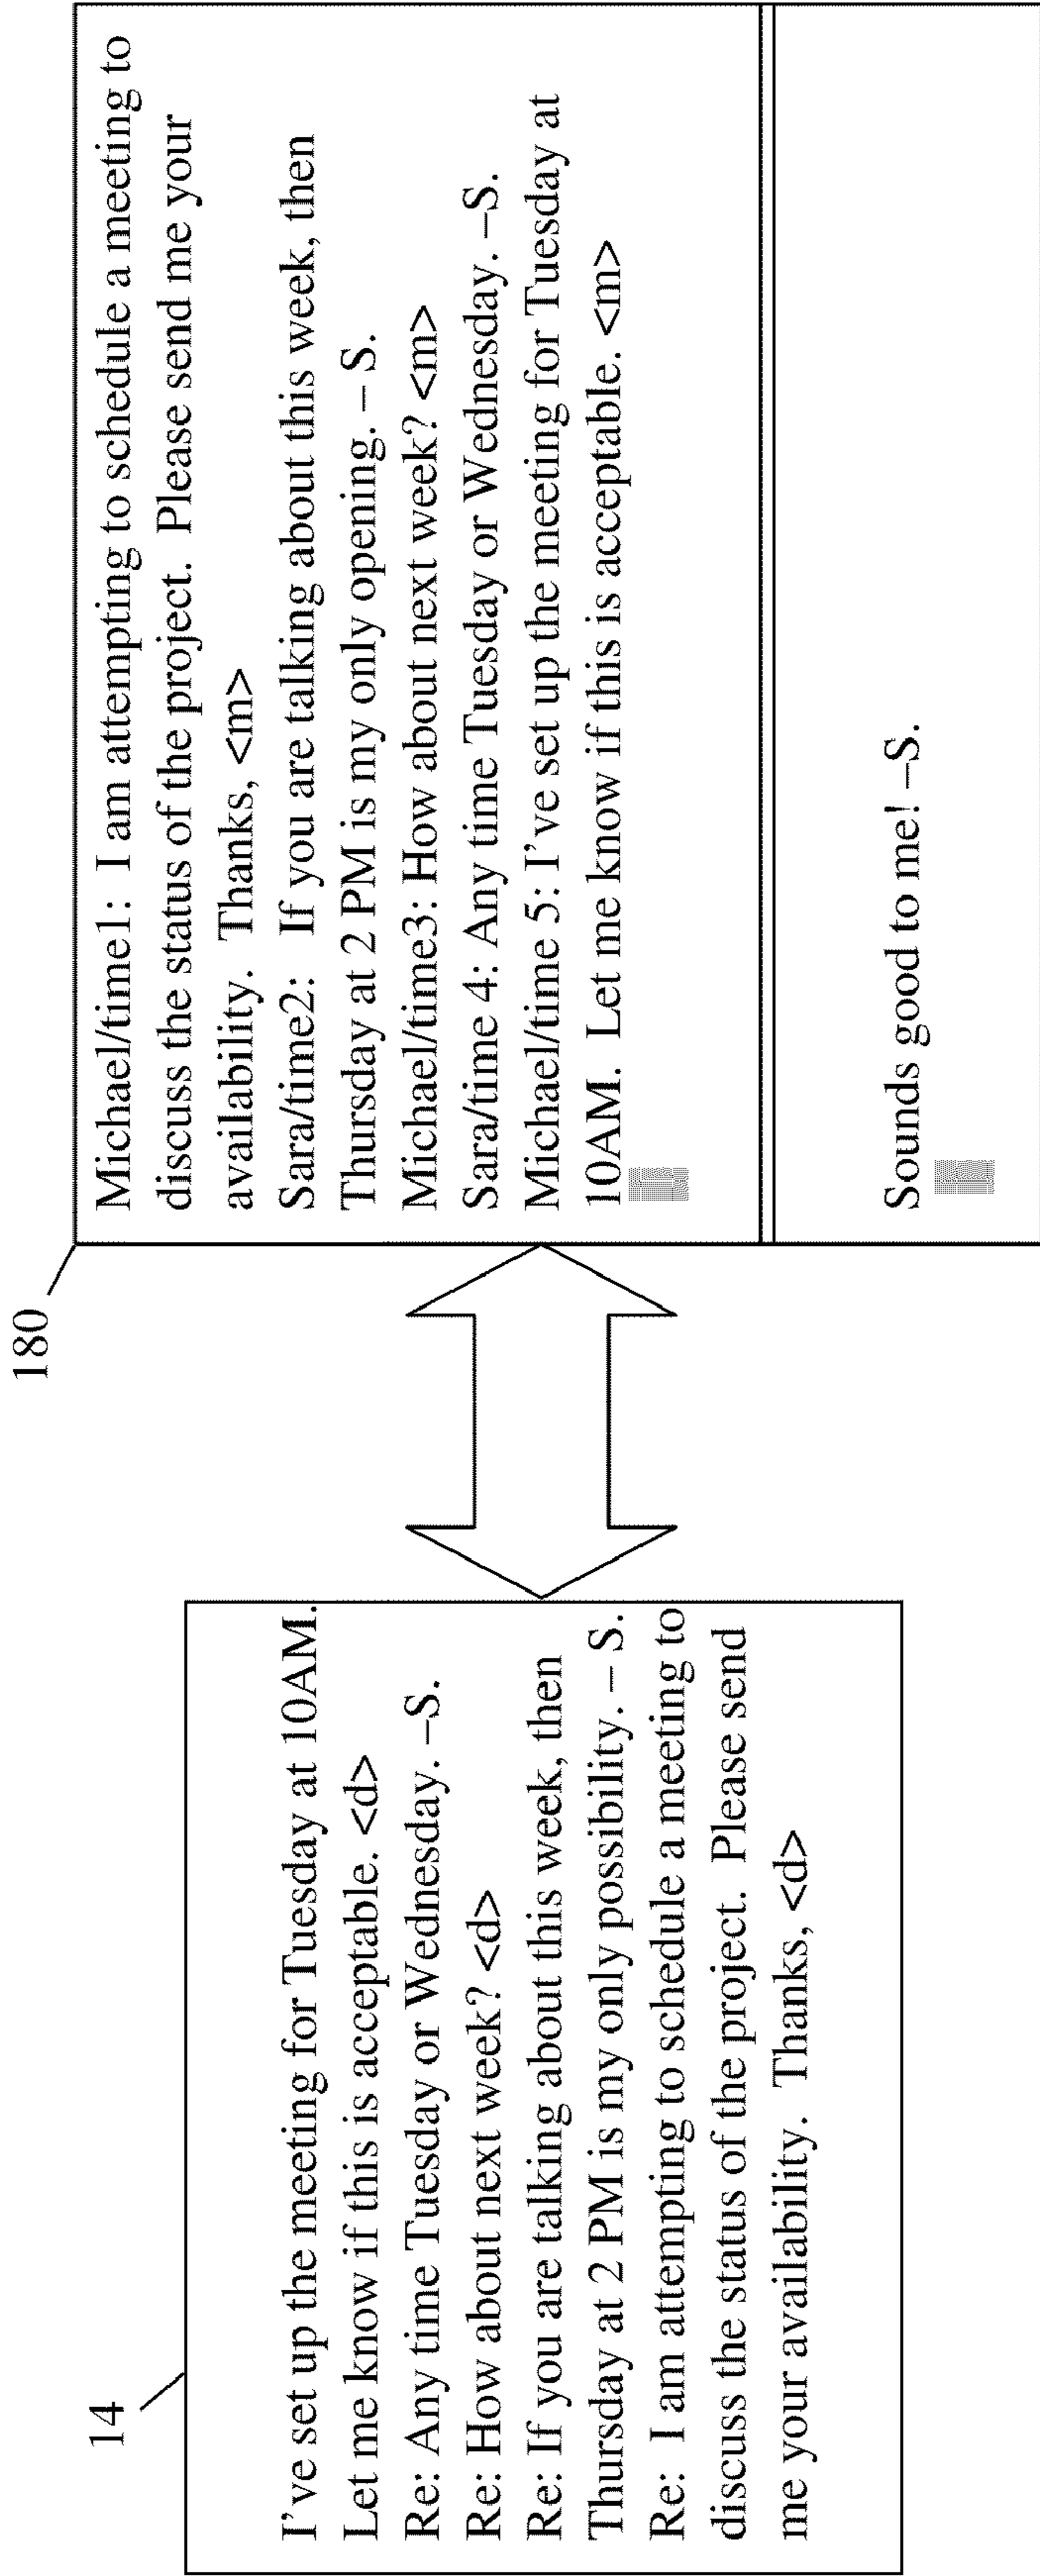 14
I've set up the meeting for Tuesday at 10AM.
Let me know if this is acceptable. <d>
Re: Any time Tuesday or Wednesday. –S.
Re: How about next week? <d>
Re: If you are talking about this week, then
Thursday at 2 PM is my only possibility. – S.
Re:  I am attempting to schedule a meeting to
discuss the status of the project.  Please send
me your availability.  Thanks, <d>
180
Michael/time1:  I am attempting to schedule a meeting to
discuss the status of the project.  Please send me your
availability.  Thanks, <m>
Sara/time2:   If you are talking about this week, then
Thursday at 2 PM is my only opening. – S.
Michael/time3: How about next week? <m>
Sara/time 4: Any time Tuesday or Wednesday. –S.
Michael/time 5: I've set up the meeting for Tuesday at
10AM.  Let me know if this is acceptable. <m>
Sounds good to me! –S.